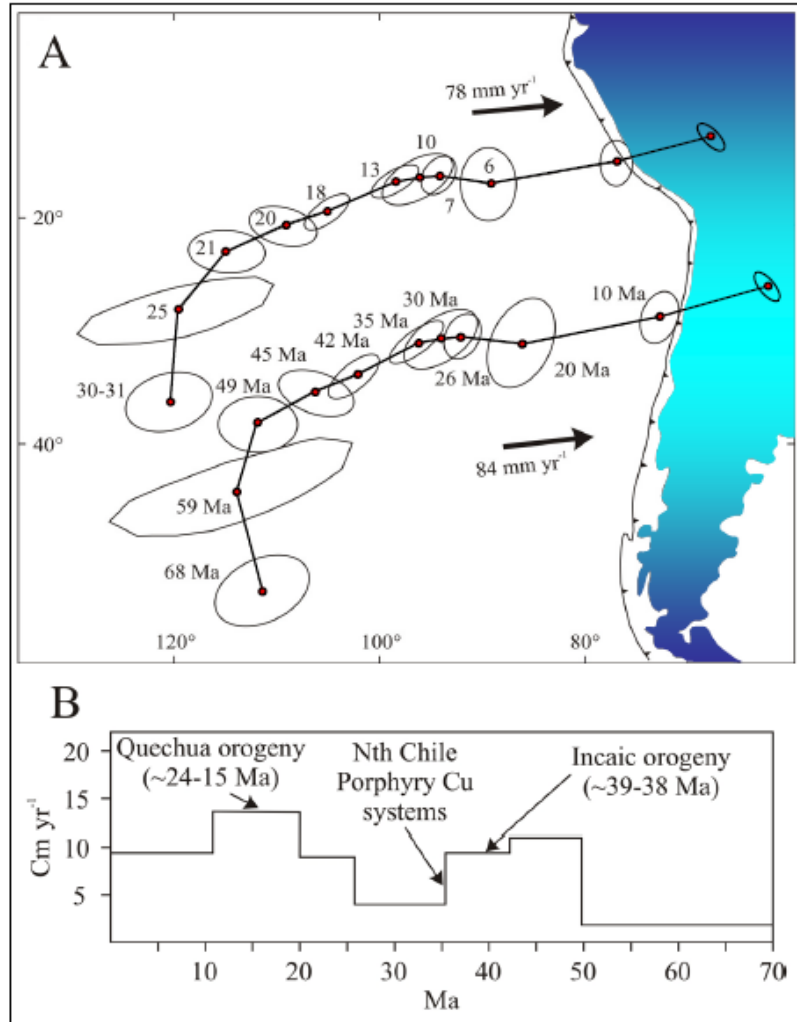 A
78 mm yr-1
10
13
6
18
7
20°
20
21
10 Ma
25
30 Ma
35 Ma
42 Ma
45 Ma
26 Ma
20 Ma
30-31
49 Ma
40°
84 mm yr-1
59 Ma
68 Ma
120°
100°
80°
B
20
15
10
5
Cm yr-1
Quechua orogeny
(~24-15 Ma)
Nth Chile
Porphyry Cu
systems
Incaic orogeny
(~39-38 Ma)
10
20
30
40
50
60
70
Ma